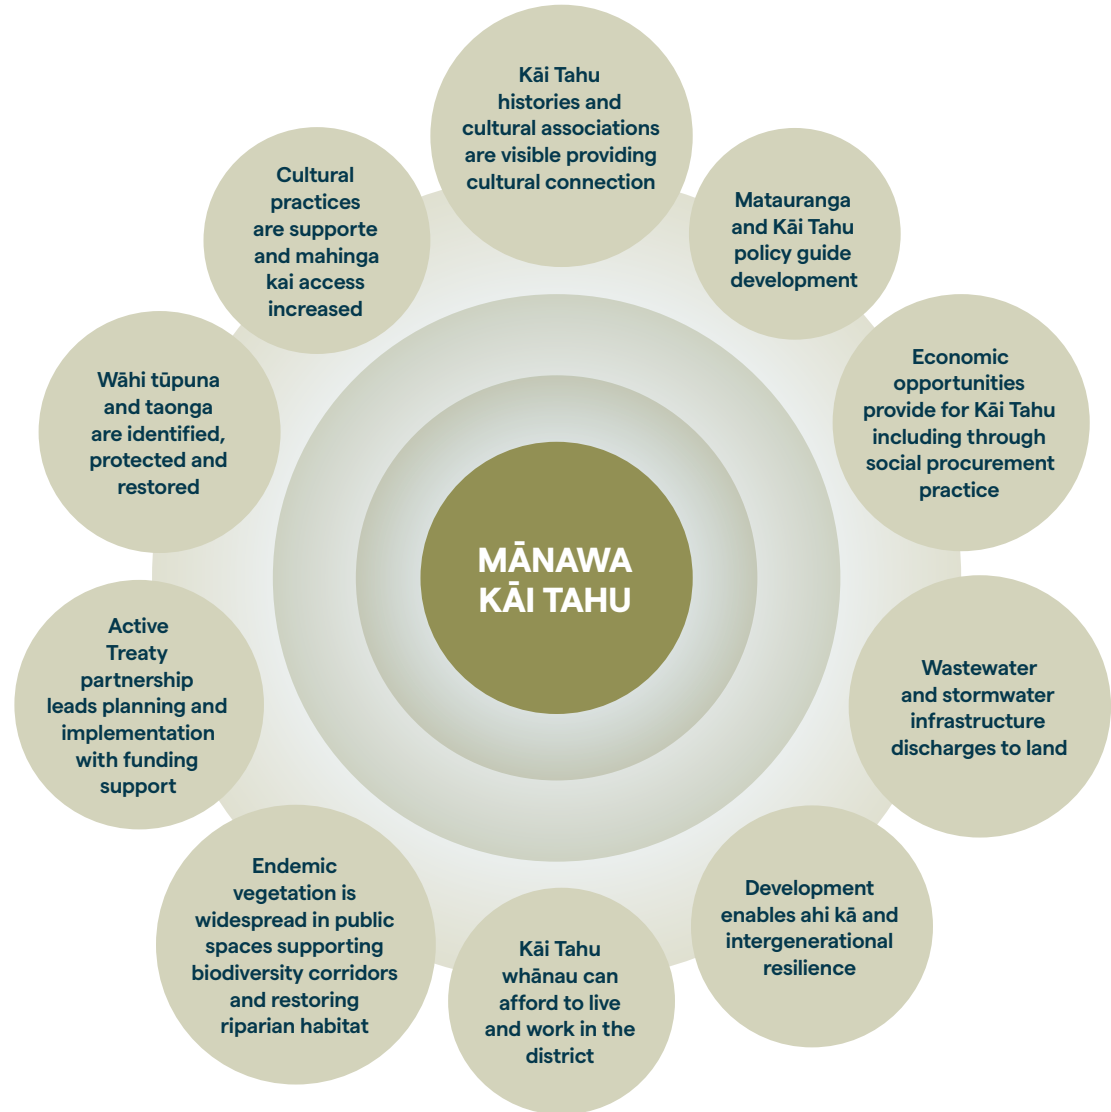 Kāi Tahu
histories and
cultural associations
are visible providing
cultural connection
Matauranga
and Kāi Tahu
policy guide
development
Economic
opportunities
provide for Kāi Tahu
including through
social procurement
practice
Wastewater
and stormwater
infrastructure
discharges to land
Development
enables ahi kā and
intergenerational
resilience
Kāi Tahu
whānau can
afford to live
and work in the
district
Endemic
vegetation is
widespread in public
spaces supporting
biodiversity corridors
and restoring
riparian habitat
Active
Treaty
partnership
leads planning and
implementation
with funding
support
Wāhi tūpuna
and taonga
are identified,
protected and
restored
Cultural
practices
are supporte
and mahinga
kai access
increased
MĀNAWA
KĀI TAHU